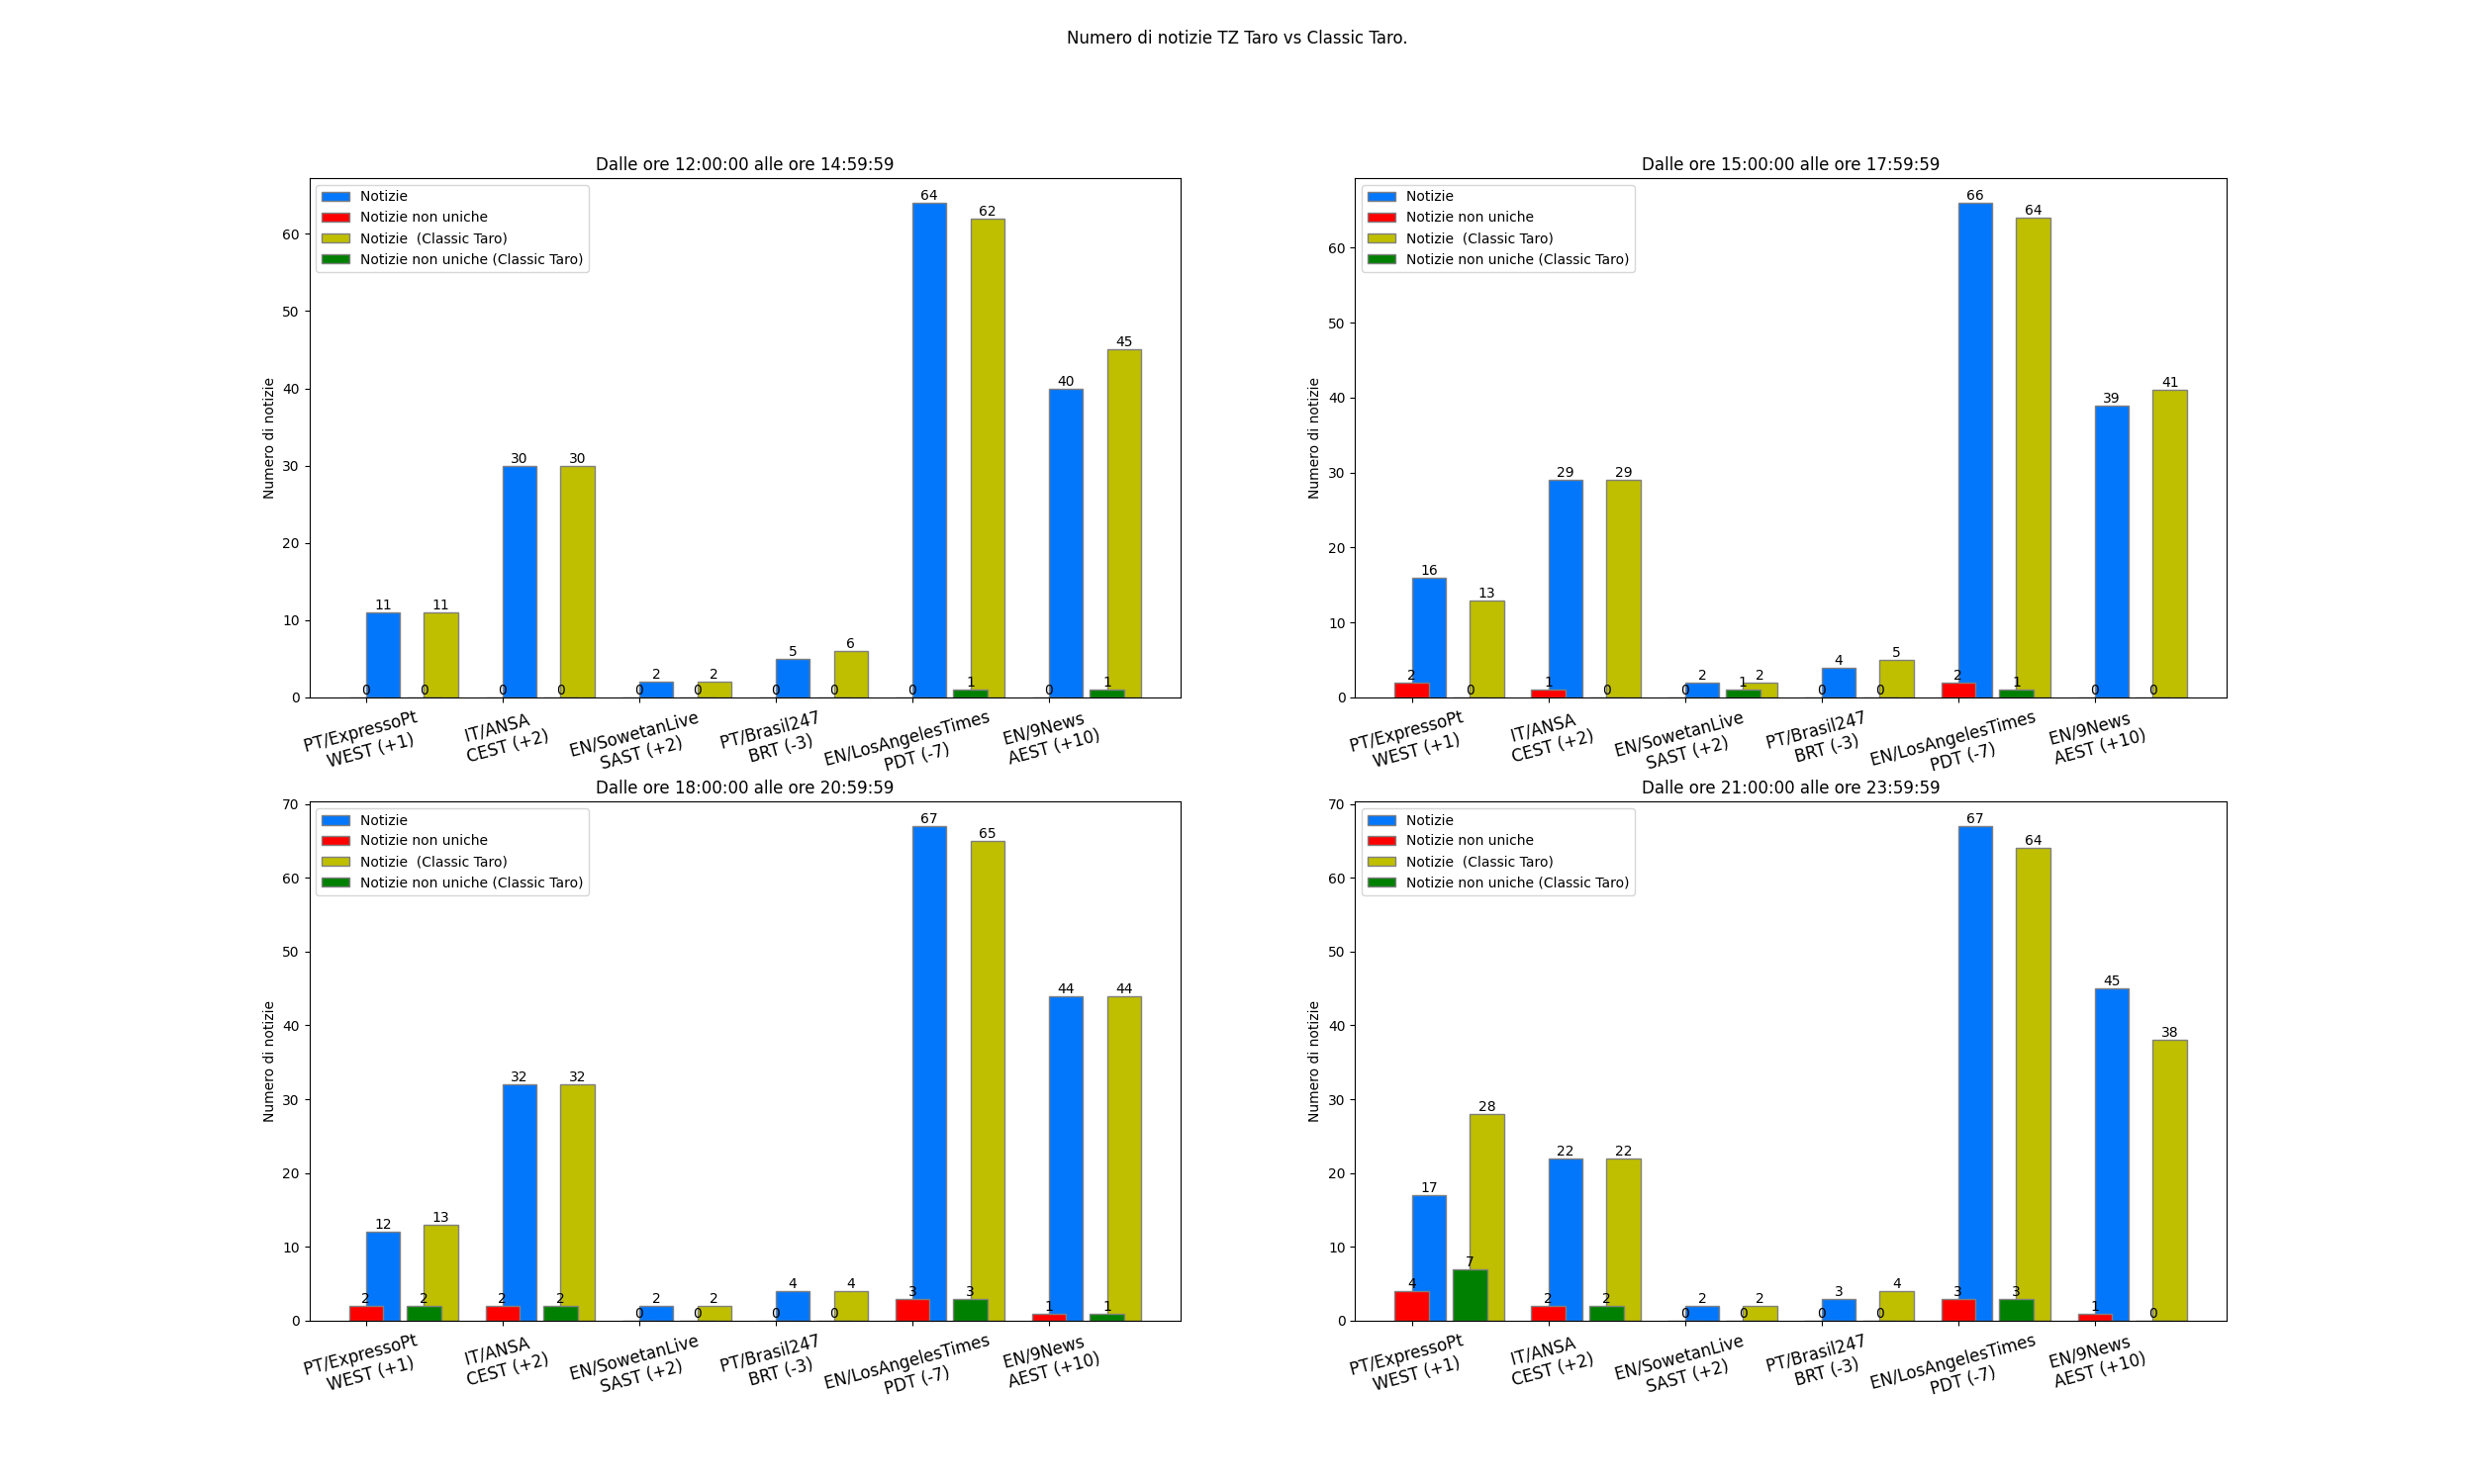 Numero di notizie TZ Taro vs Classic Taro.
Dalle ore 12:00:00 alle ore 14:59:59
Notizie
Notizie non uniche
Notizie  (Classic Taro)
Notizie non uniche (Classic Taro)
Numero di notizie
60
50
40
30
20
10
0
0 11 0 11
0 30 0 30
0 2 0 2
0 5 0 6
0 64 1 62
0 40 1 45
PT/ExpressoPt
WEST (+1)
IT/ANSA
CEST (+2)
EN/SowetanLive
SAST (+2)
PT/Brasil247
BRT (-3)
EN/LosAngelesTimes
PDT (-7)
EN/9News
AEST (+10)
Dalle ore 15:00:00 alle ore 17:59:59
Notizie
Notizie non uniche
Notizie  (Classic Taro)
Notizie non uniche (Classic Taro)
Numero di notizie
60
50
40
30
20
10
0
2 16 0 13
1 29 0 29
0 2 1 2
0 4 0 5
2 66 1 64
0 39 0 41
PT/ExpressoPt
WEST (+1)
IT/ANSA
CEST (+2)
EN/SowetanLive
SAST (+2)
PT/Brasil247
BRT (-3)
EN/LosAngelesTimes
PDT (-7)
EN/9News
AEST (+10)
Dalle ore 18:00:00 alle ore 20:59:59
Notizie
Notizie non uniche
Notizie  (Classic Taro)
Notizie non uniche (Classic Taro)
Numero di notizie
70
60
50
40
30
20
10
0
2 12 2 13
2 32 2 32
0 2 0 2
0 4 0 4
3 67 3 65
1 44 1 44
PT/ExpressoPt
WEST (+1)
IT/ANSA
CEST (+2)
EN/SowetanLive
SAST (+2)
PT/Brasil247
BRT (-3)
EN/LosAngelesTimes
PDT (-7)
EN/9News
AEST (+10)
Dalle ore 21:00:00 alle ore 23:59:59
Notizie
Notizie non uniche
Notizie  (Classic Taro)
Notizie non uniche (Classic Taro)
Numero di notizie
70
60
50
40
30
20
10
0
4 17 7 28
2 22 2 22
0 2 0 2
0 3 0 4
3 67 3 64
1 45 0 38
PT/ExpressoPt
WEST (+1)
IT/ANSA
CEST (+2)
EN/SowetanLive
SAST (+2)
PT/Brasil247
BRT (-3)
EN/LosAngelesTimes
PDT (-7)
EN/9News
AEST (+10)